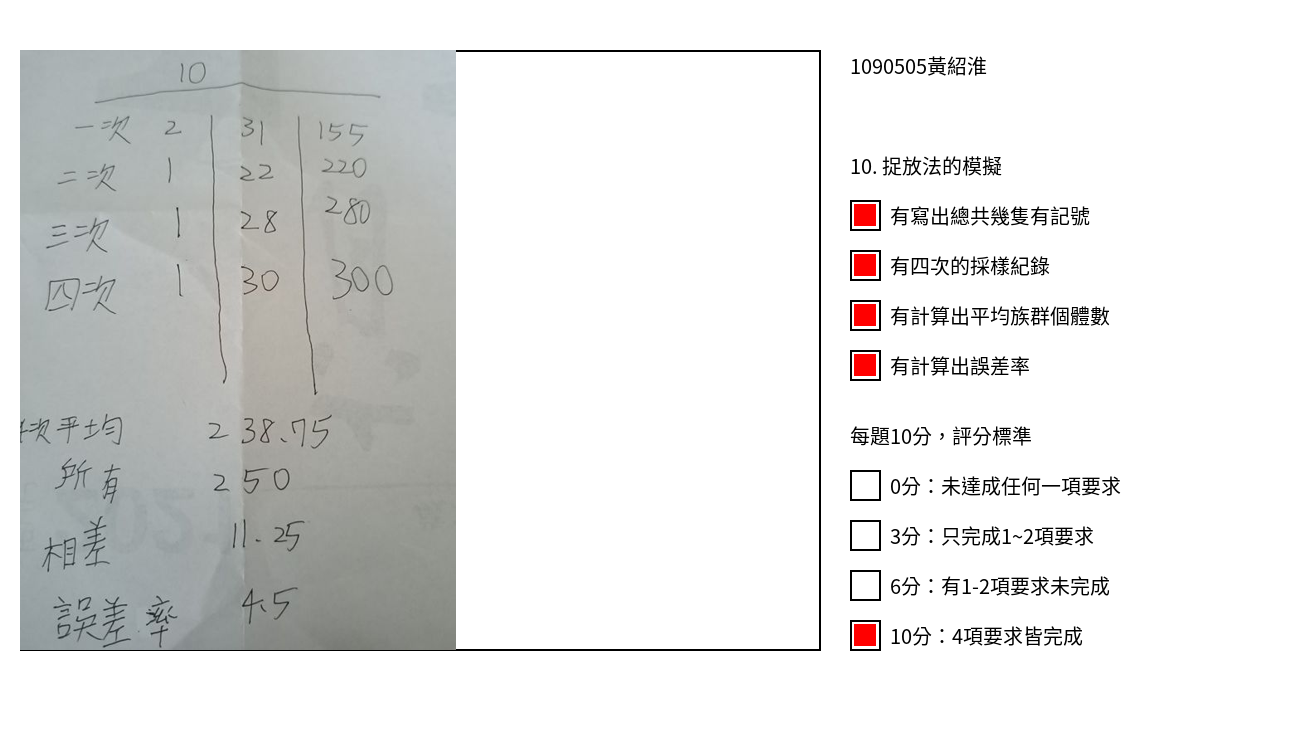 10
一次 2 31 155
二次 1 22 220
三次 1 28 280
四次 1 30 300
次平均 238.75
所有 250
相差 11.25
誤差率 4.5
1090505黃紹淮
10. 捉放法的模擬
有寫出總共幾隻有記號
有四次的採樣紀錄
有計算出平均族群個體數
有計算出誤差率
每題10分，評分標準
0分：未達成任何一項要求
3分：只完成1~2項要求
6分：有1-2項要求未完成
10分：4項要求皆完成